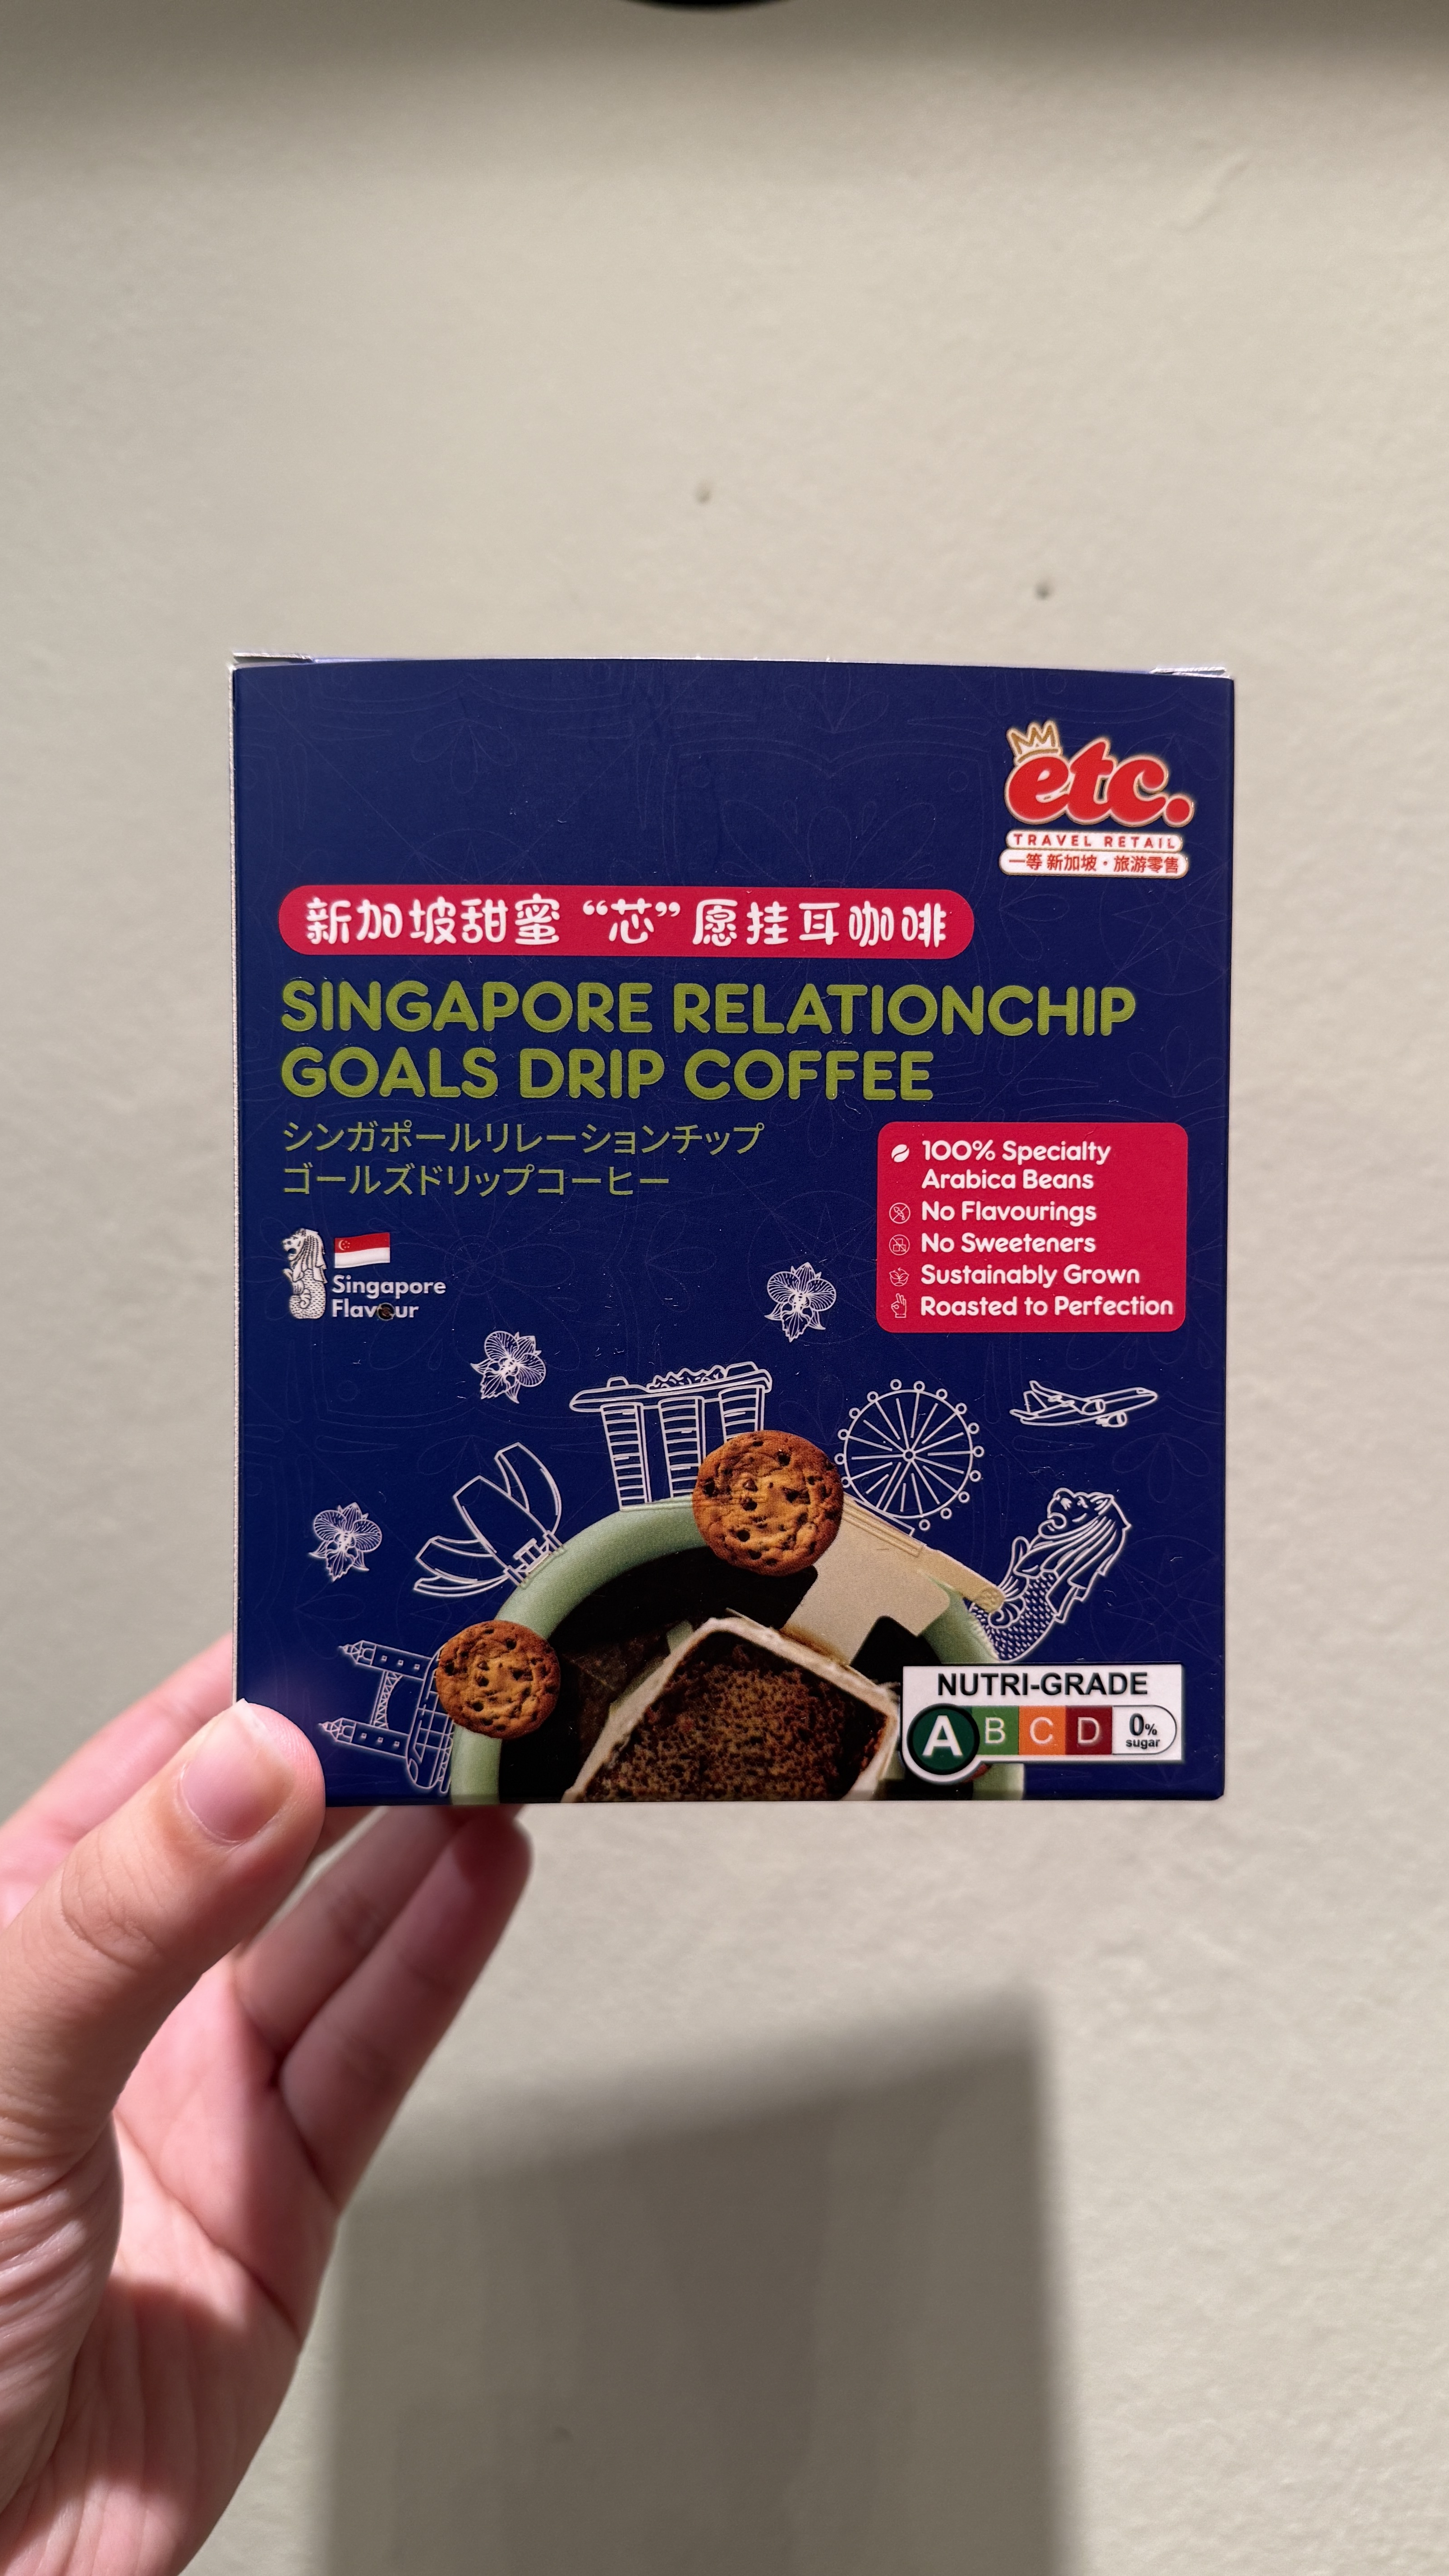 etc.
TRAVEL RETAIL
一等 新加坡・旅游零售
新加坡甜蜜 “芯” 愿挂耳咖啡
SINGAPORE RELATIONCHIP
GOALS DRIP COFFEE
シンガポールリレーションチップ
ゴールズドリップコーヒー
Singapore
Flavour
100% Specialty
Arabica Beans
No Flavourings
No Sweeteners
Sustainably Grown
Roasted to Perfection
NUTRI-GRADE
A B C D 0% sugar